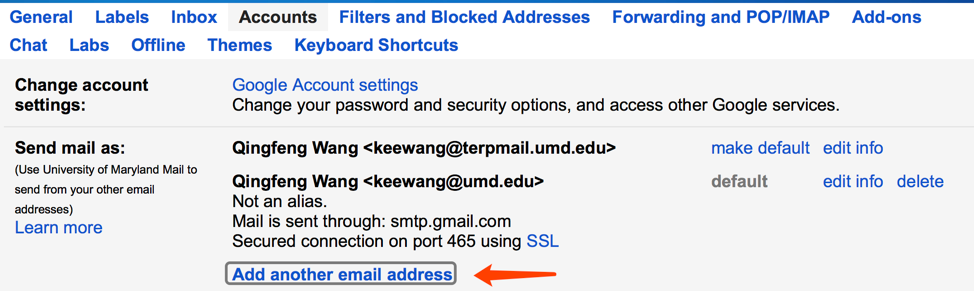 General Labels Inbox Accounts Filters and Blocked Addresses Forwarding and POP/IMAP Add-ons
Chat Labs Offline Themes Keyboard Shortcuts
Change account settings: Google Account settings
Change your password and security options, and access other Google services.
Send mail as:
(Use University of Maryland Mail to
send from your other email
addresses)
Learn more
Qingfeng Wang <keewang@terpmail.umd.edu> make default edit info
Qingfeng Wang <keewang@umd.edu> default edit info delete
Not an alias.
Mail is sent through: smtp.gmail.com
Secured connection on port 465 using SSL
Add another email address